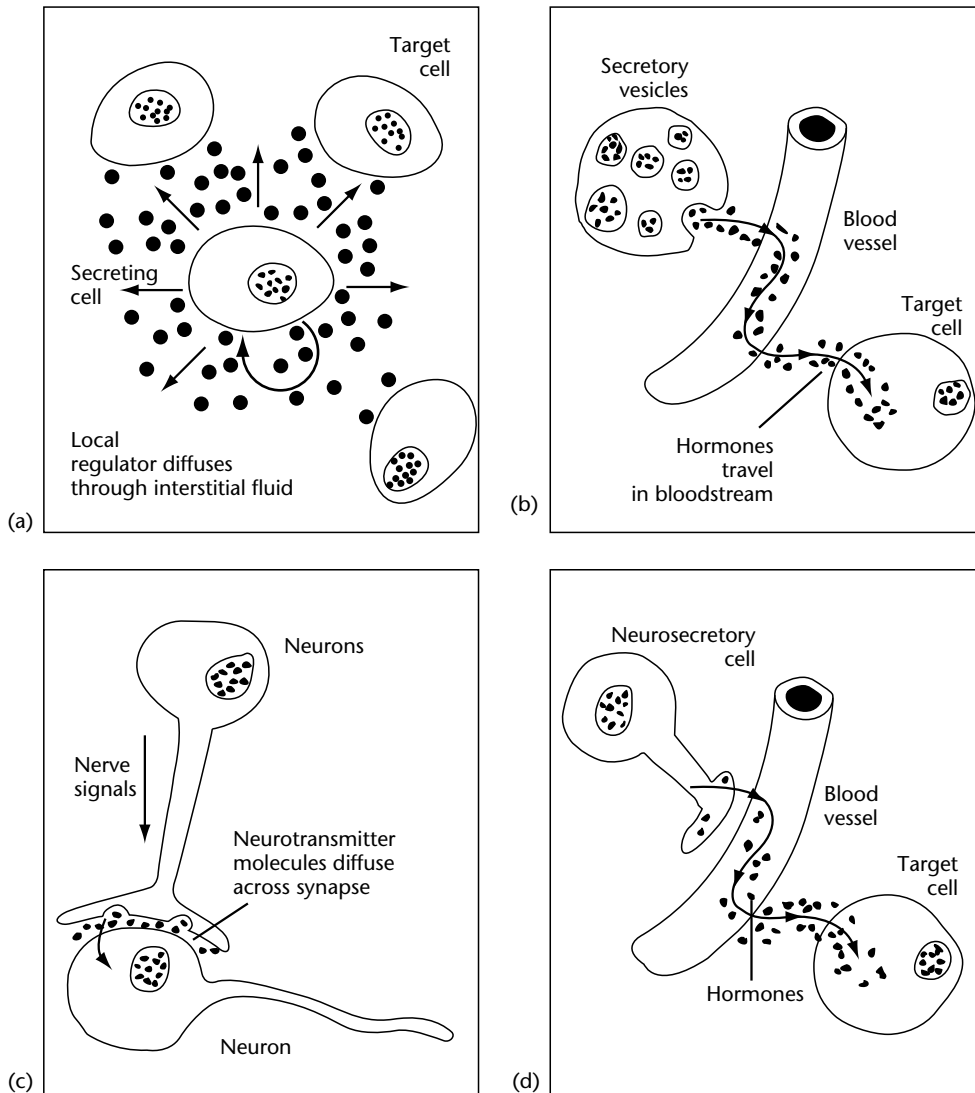 Target
cell
Secreting
cell
Local
regulator diffuses
through interstitial fluid
(a)
Secretory
vesicles
Blood
vessel
Target
cell
Hormones
travel
in bloodstream
(b)
Neurons
Nerve
signals
Neurotransmitter
molecules diffuse
across synapse
Neuron
(c)
Neurosecretory
cell
Blood
vessel
Target
cell
Hormones
(d)